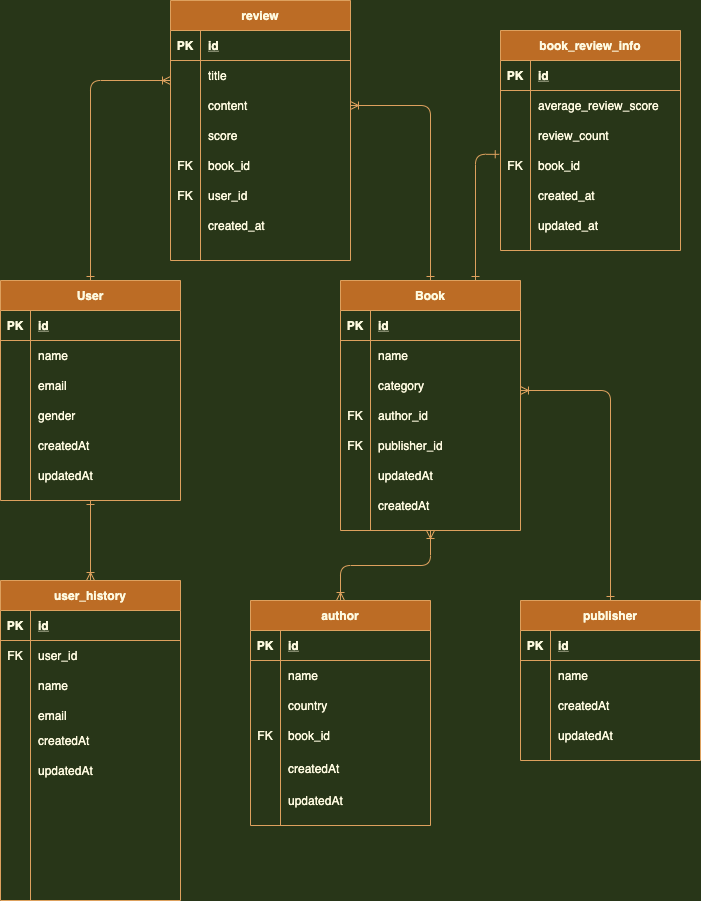 review
PK id
title
content
score
FK book_id
FK user_id
created_at
book_review_info
PK id
average_review_score
review_count
FK book_id
created_at
updated_at
User
PK id
name
email
gender
createdAt
updatedAt
Book
PK id
name
category
FK author_id
FK publisher_id
updatedAt
createdAt
user_history
PK id
FK user_id
name
email
createdAt
updatedAt
author
PK id
name
country
FK book_id
createdAt
updatedAt
publisher
PK id
name
createdAt
updatedAt